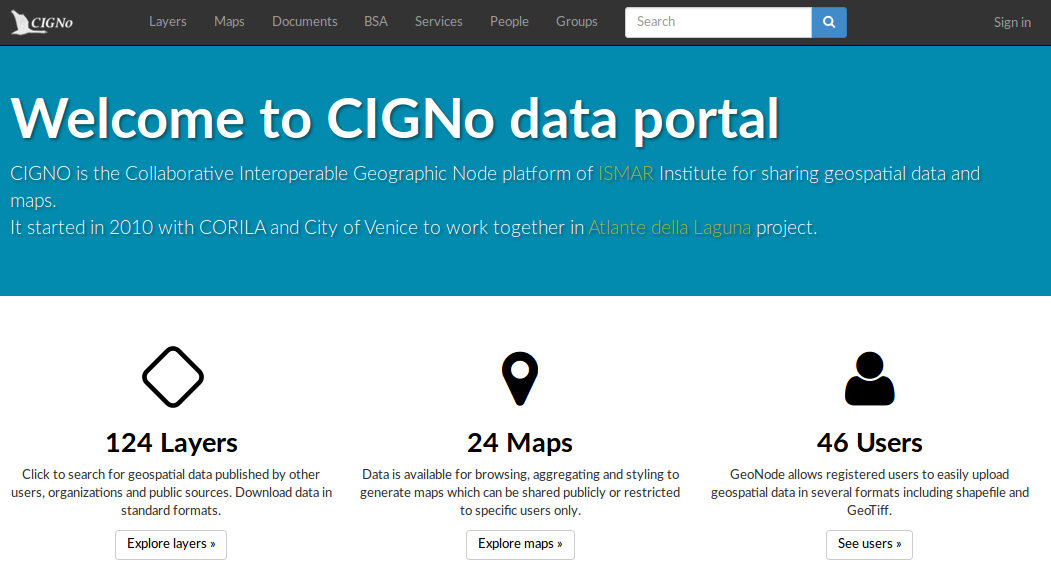 CIGNo Layers Maps Documents BSA Services People Groups Search Sign in
Welcome to CIGNo data portal
CIGNO is the Collaborative Interoperable Geographic Node platform of ISMAR Institute for sharing geospatial data and
maps.
It started in 2010 with CORILA and City of Venice to work together in Atlante della Laguna project.
124 Layers
Click to search for geospatial data published by other
users, organizations and public sources. Download data in
standard formats.
Explore layers »
24 Maps
Data is available for browsing, aggregating and styling to
generate maps which can be shared publicly or restricted
to specific users only.
Explore maps »
46 Users
GeoNode allows registered users to easily upload
geospatial data in several formats including shapefile and
GeoTiff.
See users »